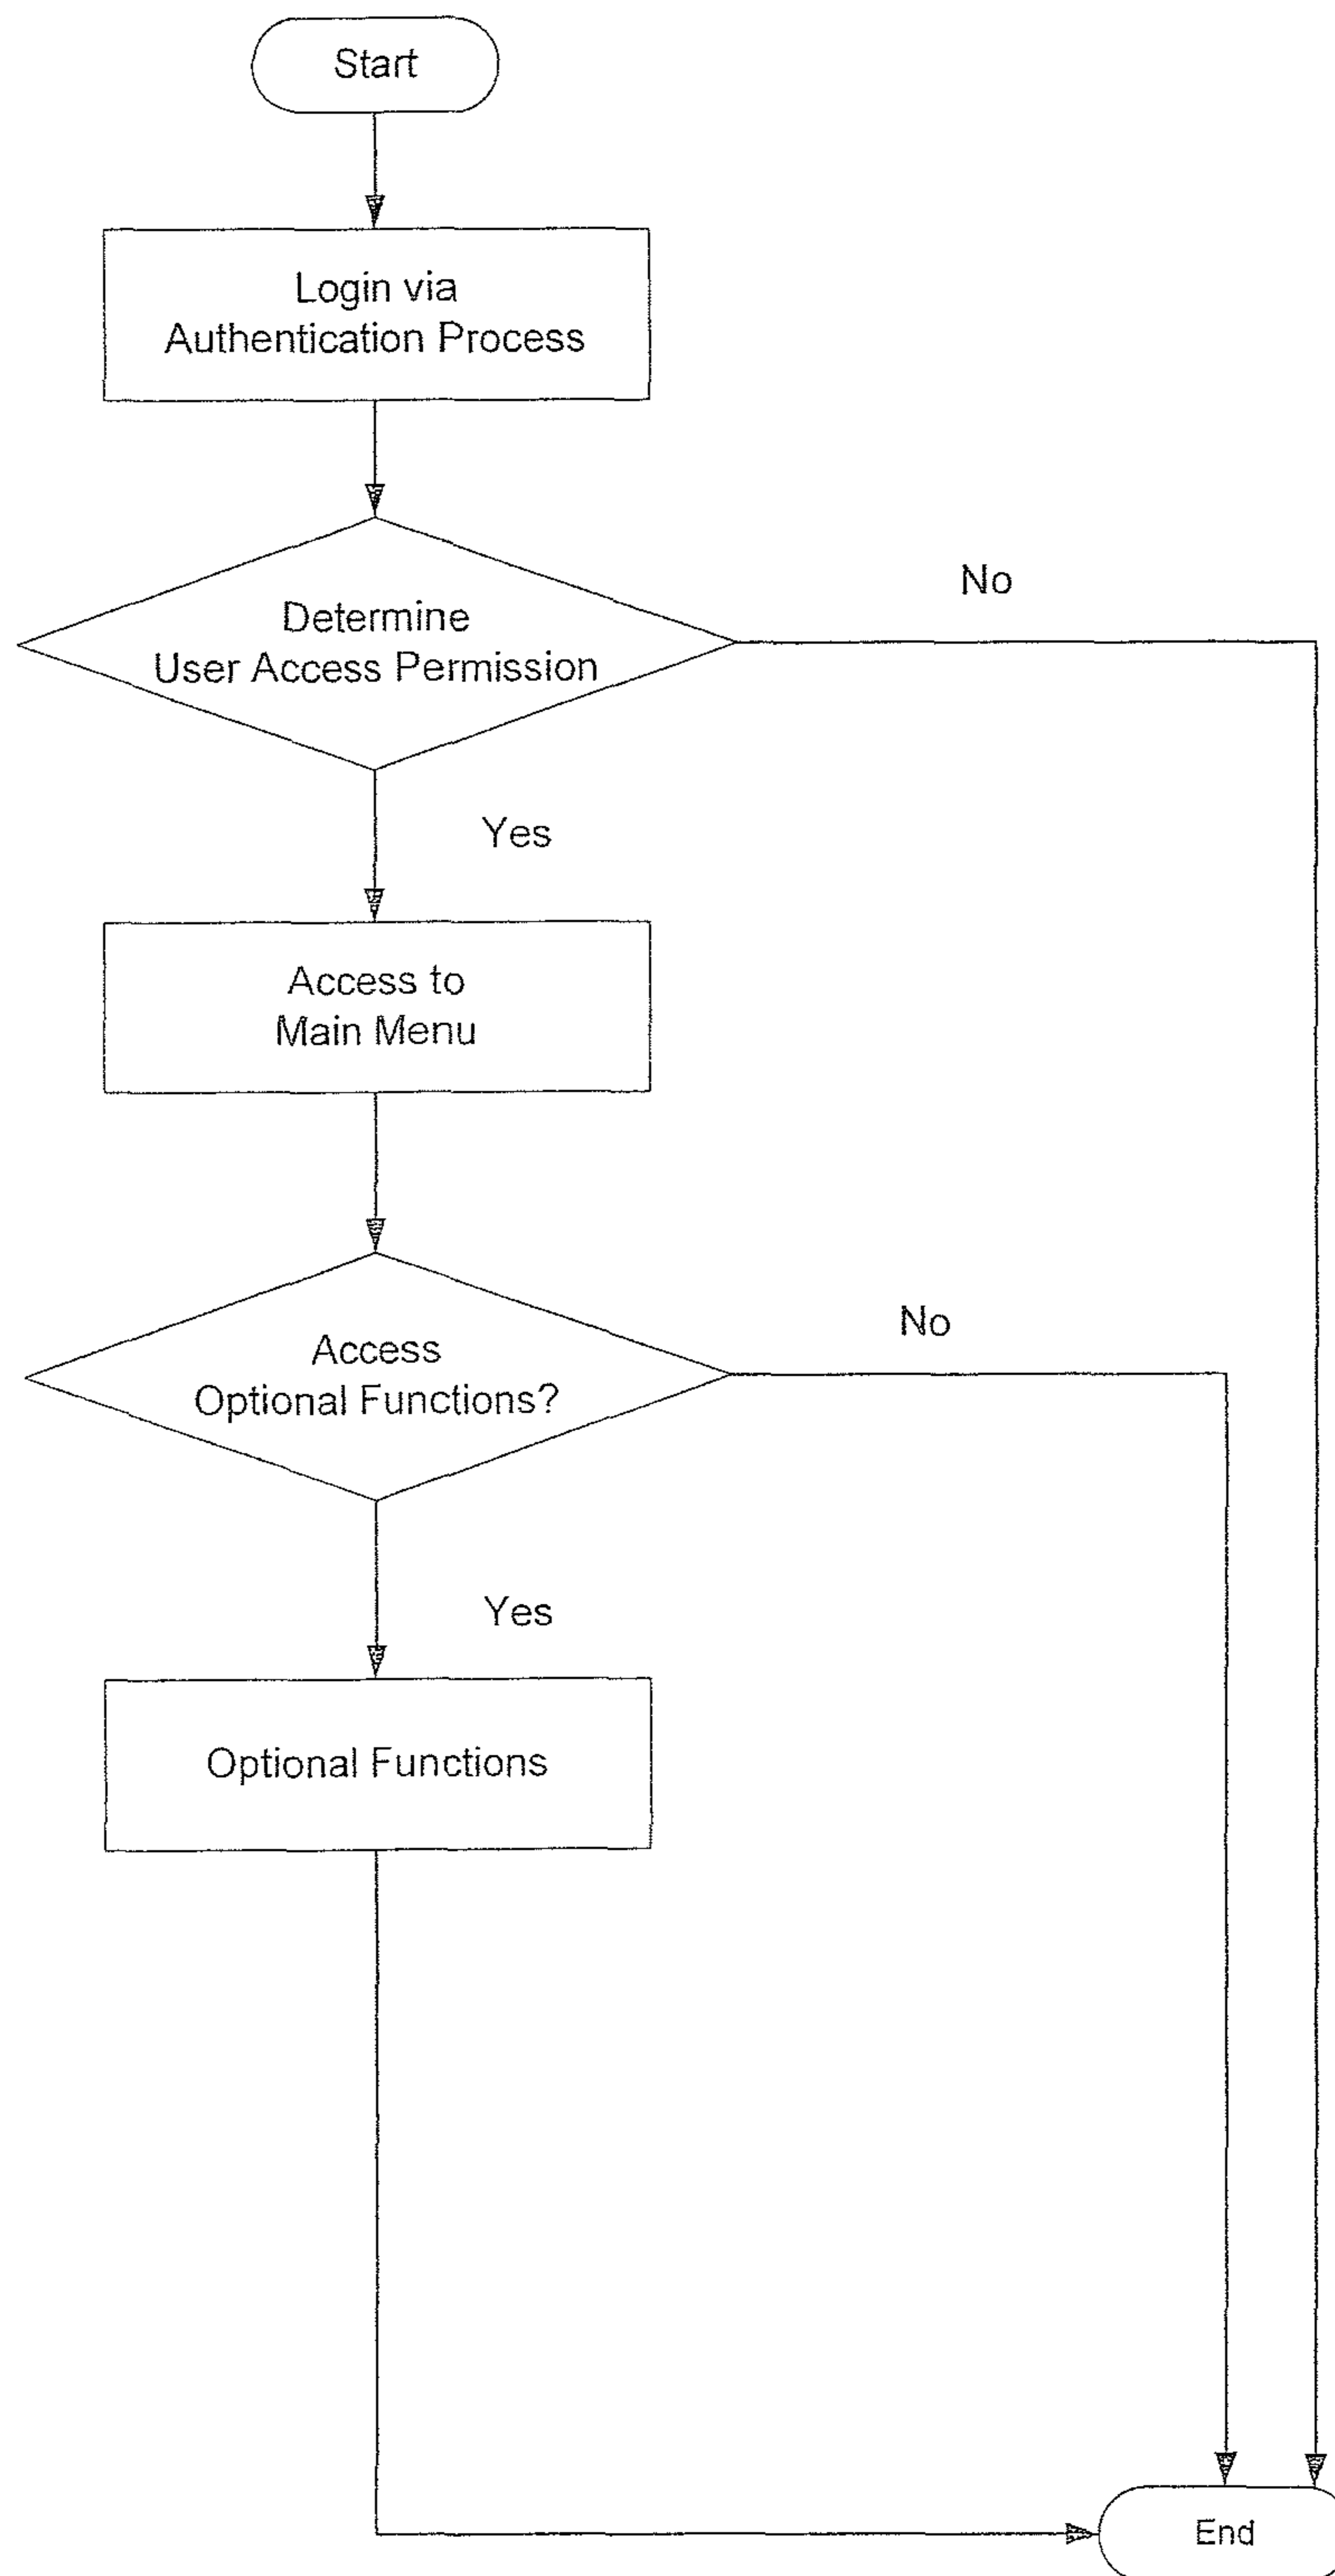 Start
Login via
Authentication Process
Determine
User Access Permission
No
Yes
Access to
Main Menu
Access
Optional Functions?
No
Yes
Optional Functions
End